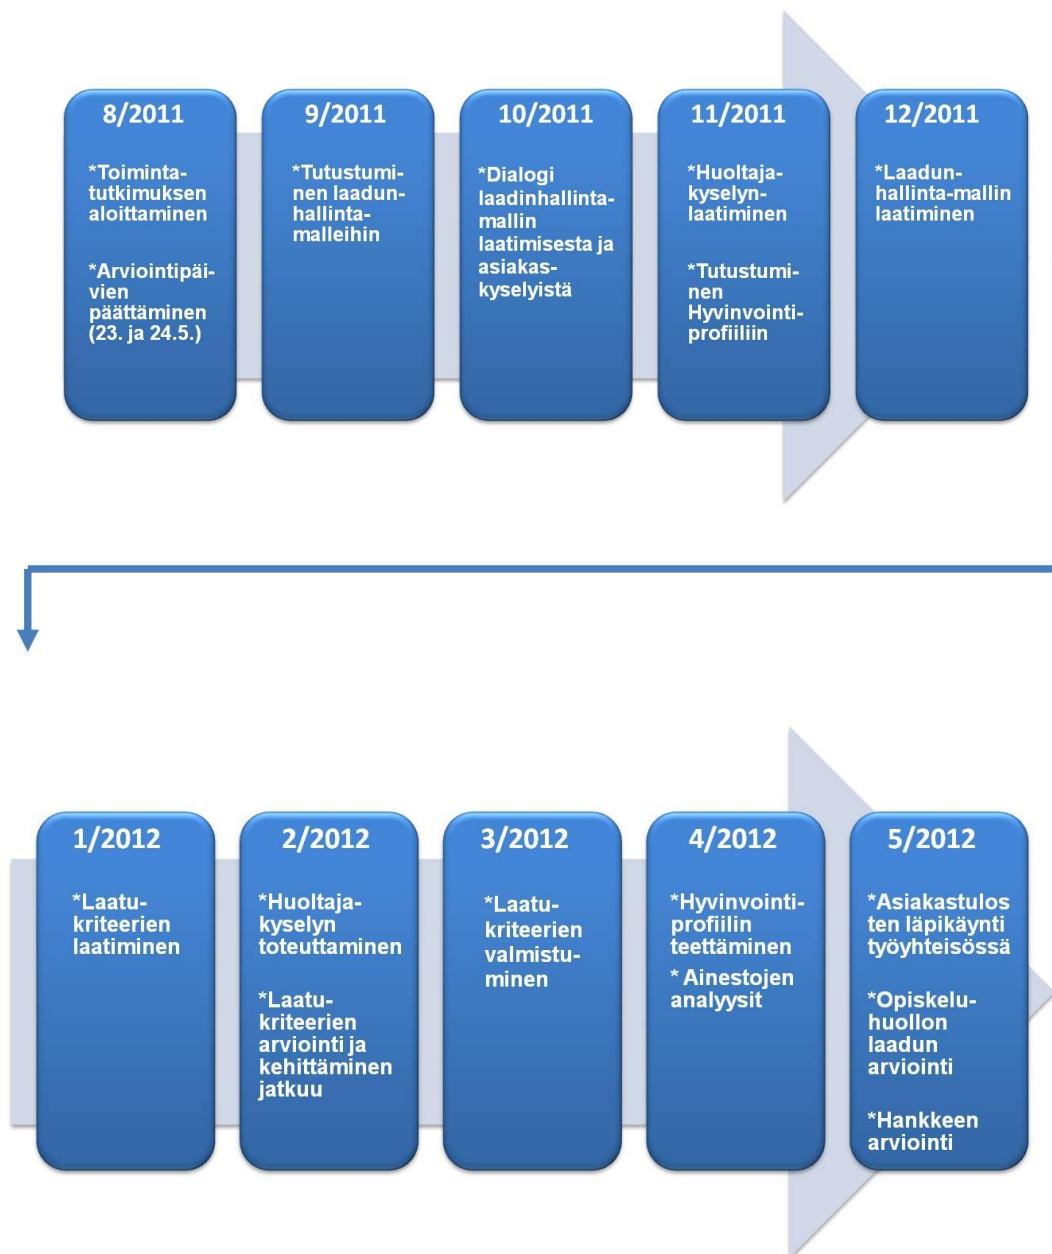 8/2011
*Toiminta-
tutkimuksen
aloittaminen
*Arviointipäi-
vien
päättäminen
(23. ja 24.5.)
9/2011
*Tutustumi-
nen laadun-
hallinta-
malleihin
10/2011
*Dialogi
laadinhallinta-
mallin
laatimisesta ja
asiakas-
kyselyistä
11/2011
*Huoltaja-
kyselyn-
laatiminen
*Tutustumi-
nen
Hyvinvointi-
profiiliin
12/2011
*Laadun-
hallinta-mallin
laatiminen
1/2012
*Laatu-
kriteerien
laatiminen
2/2012
*Huoltaja-
kyselyn
toteuttaminen
*Laatu-
kriteerien
arviointi ja
kehittäminen
jatkuu
3/2012
*Laatu-
kriteerien
valmistu-
minen
4/2012
*Hyvinvointi-
profiilin
teettäminen
* Ainestojen
analyysit
5/2012
*Asiakastulos
ten läpikäynti
työyhteisössä
*Opiskelu-
huollon
laadun
arviointi
*Hankkeen
arviointi